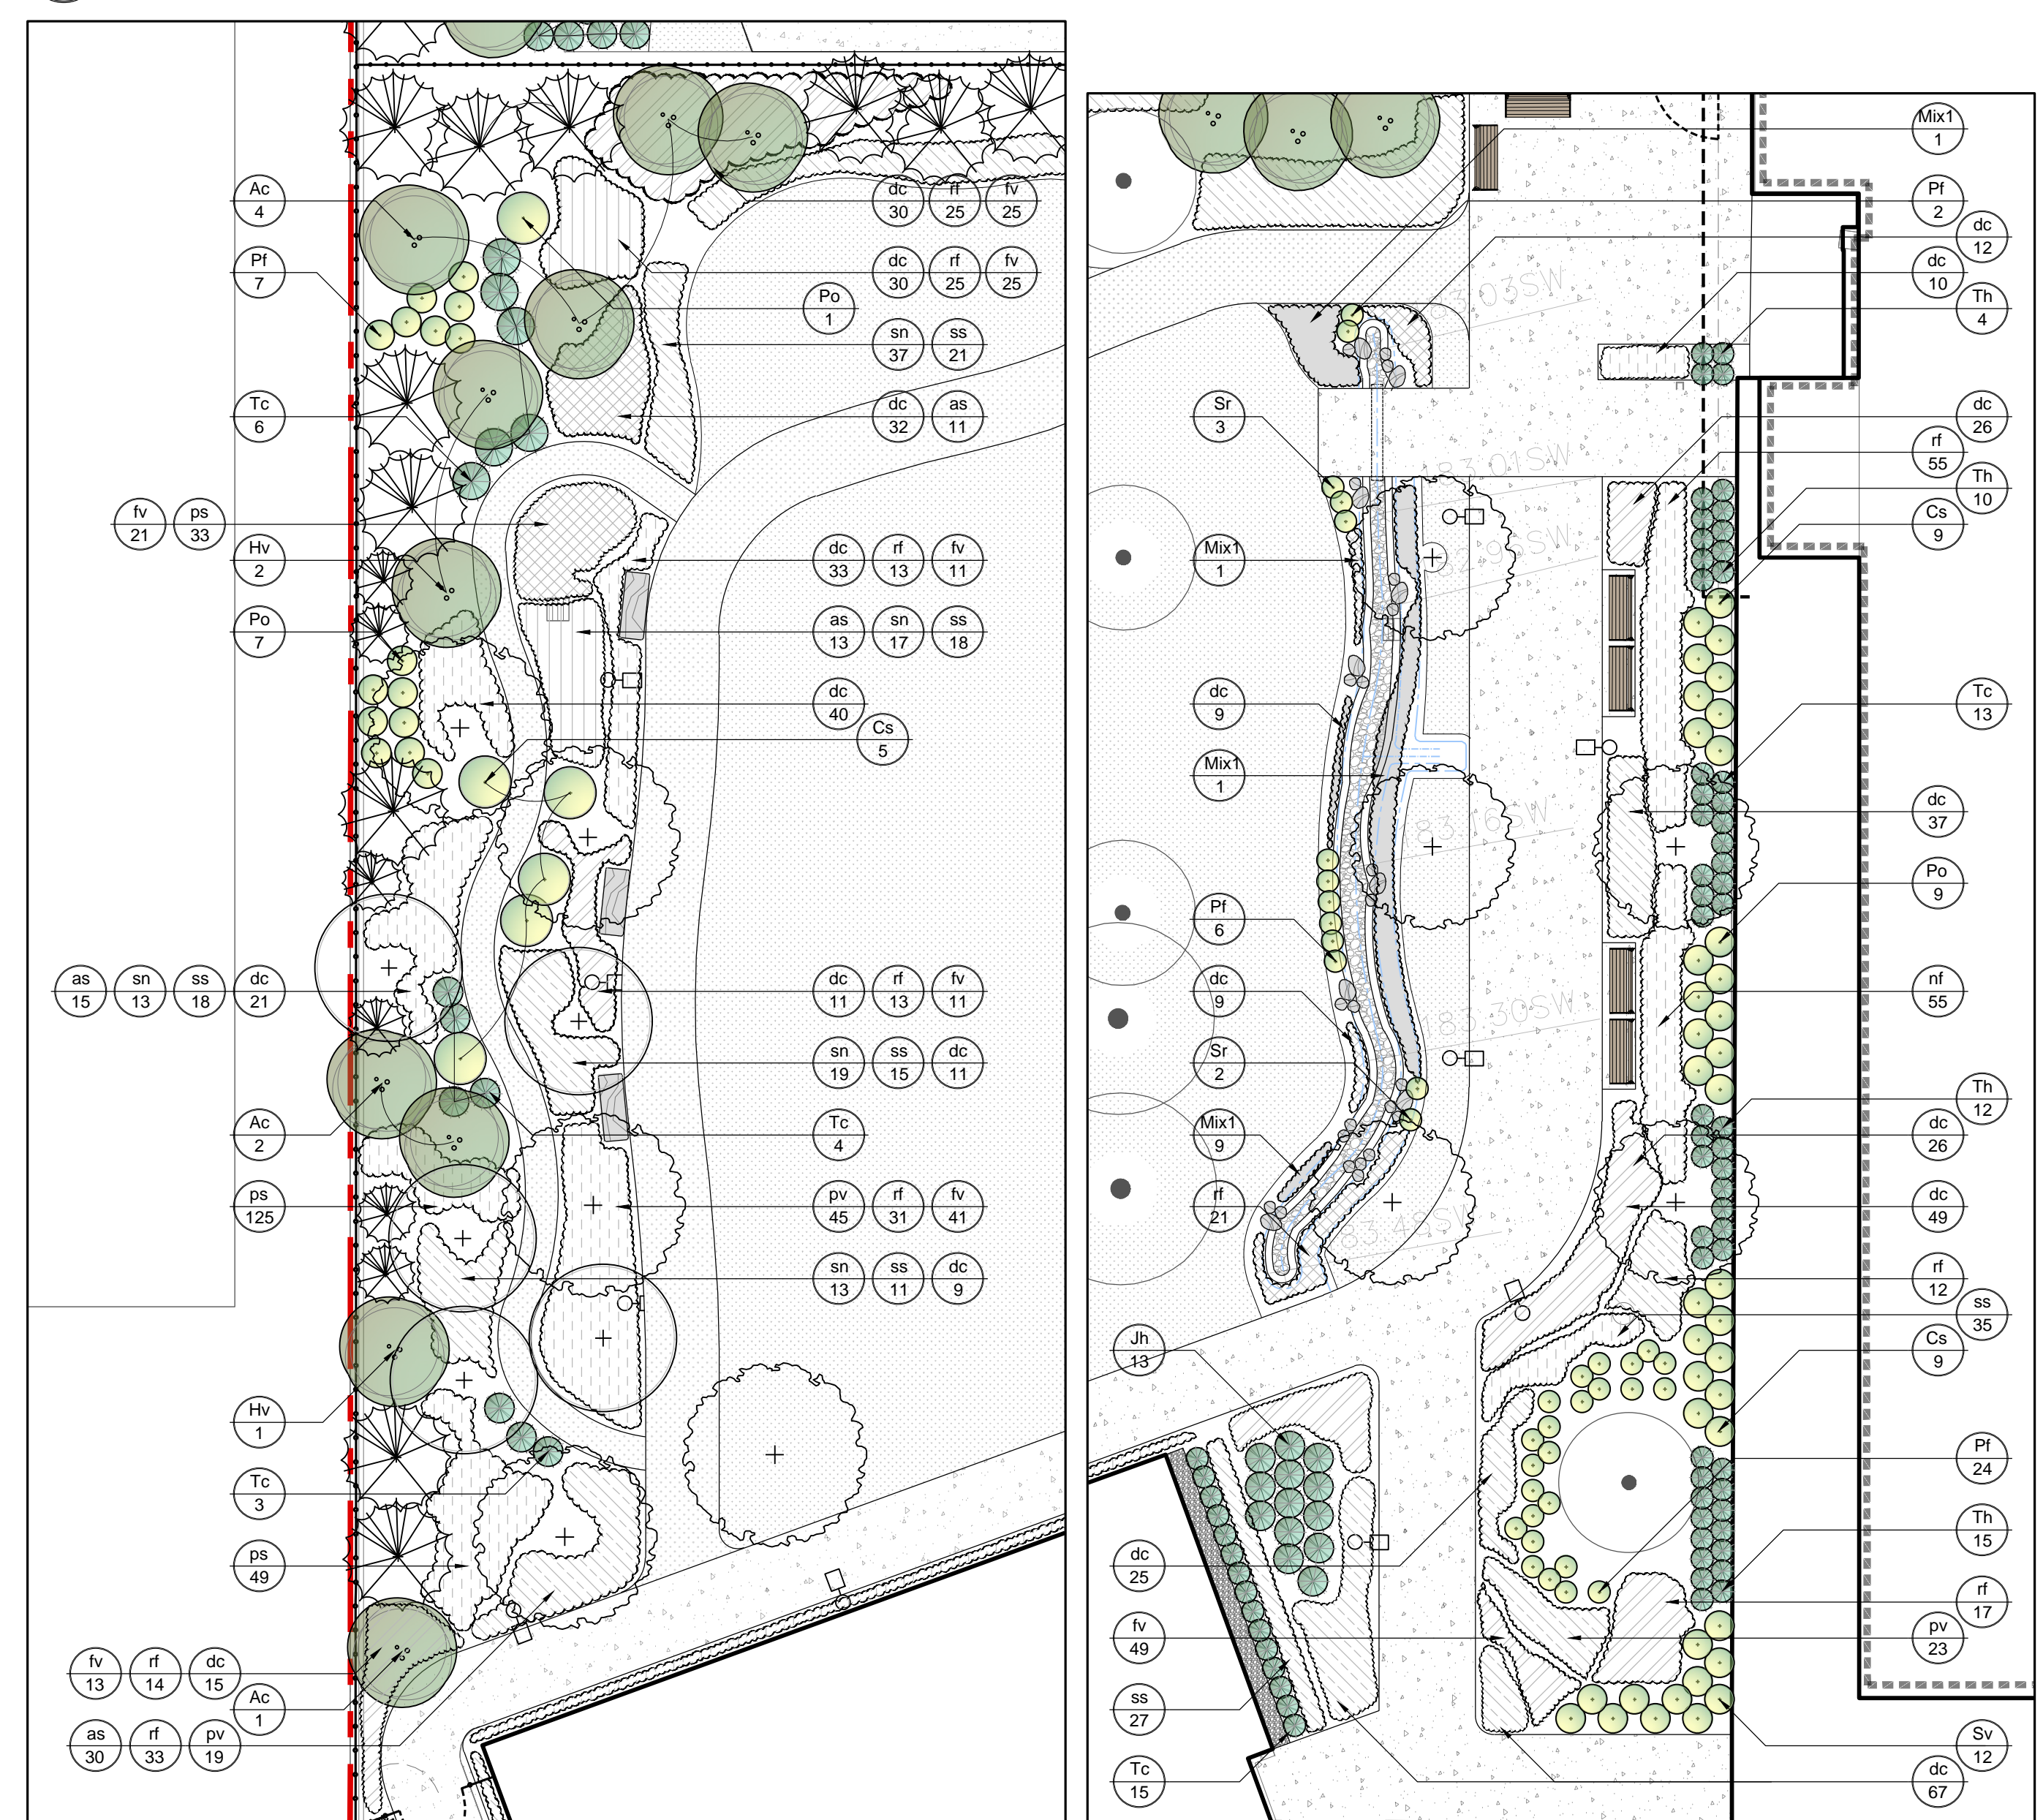 Ac
4
dc 30 rf 25 fv 25
Pf
7
dc 30 rf 25 fv 25
Po
1
sn 37 ss 21
Tc
6
dc 32 as 11
fv 21 ps 33
Hv
2
dc 33 rf 13 fv 11
Po
7
as 13 sn 17 ss 18
dc
40
Cs
5
as 15 sn 13 ss 18 dc 21
dc 11 rf 13 fv 11
sn 19 ss 15 dc 11
Ac
2
Tc
4
ps
125
pv 45 rf 31 fv 41
sn 13 ss 11 dc 9
Hv
1
Tc
3
ps
49
fv 13 rf 14 dc 15
Ac
1
as 30 rf 33 pv 19
Mix1
1
Pf
2
dc
12
dc
10
Th
4
Sr
3
dc
26
rf
55
Th
10
Cs
9
Mix1
1
dc
9
Tc
13
Mix1
1
dc
37
Po
9
Pf
6
dc
9
nf
55
Sr
2
Th
12
Mix1
9
dc
26
rf
21
dc
49
rf
12
ss
35
Jh
13
Cs
9
Pf
24
Th
15
dc
25
rf
17
fv
49
pv
23
ss
27
Sv
12
Tc
15
dc
67
183.01SW
183.16SW
183.30SW